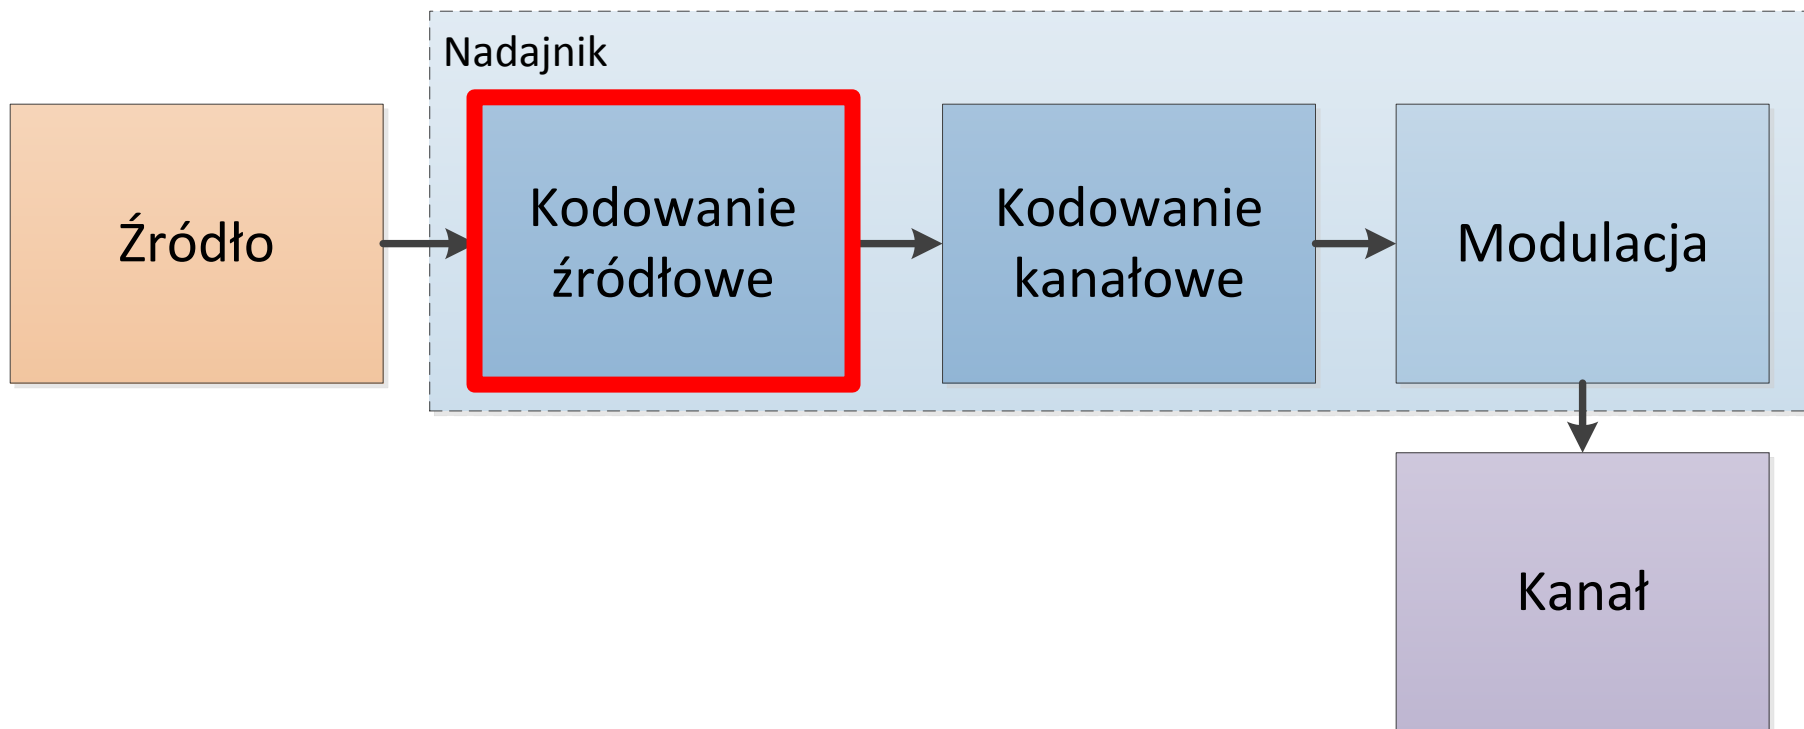 Nadajnik
Źródło
Kodowanie
źródłowe
Kodowanie
kanałowe
Modulacja
Kanał